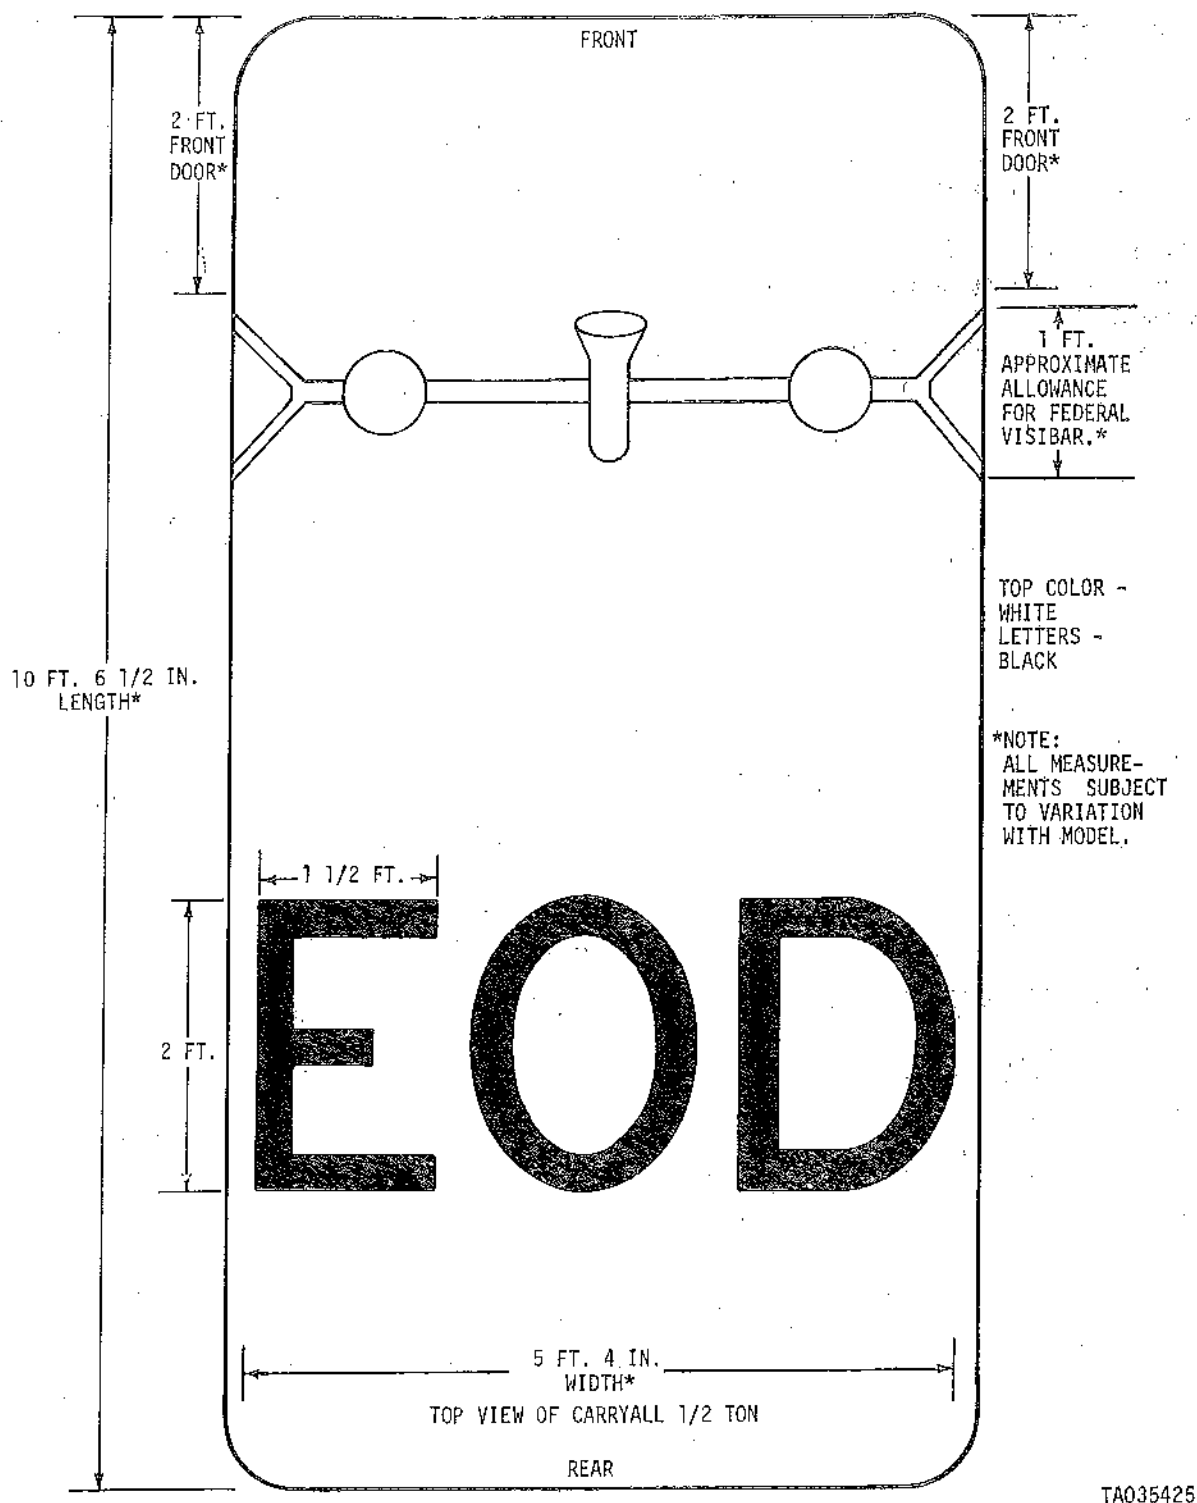 FRONT
2 FT.
FRONT
DOOR*
2 FT.
FRONT
DOOR*
1 FT.
APPROXIMATE
ALLOWANCE
FOR FEDERAL
VISIBAR.*
TOP COLOR -
WHITE
LETTERS -
BLACK
10 FT. 6 1/2 IN.
LENGTH*
*NOTE:
ALL MEASURE-
MENTS SUBJECT
TO VARIATION
WITH MODEL.
1 1/2 FT.
EOD
2 FT.
5 FT. 4 IN.
WIDTH*
TOP VIEW OF CARRYALL 1/2 TON
REAR
TA035425